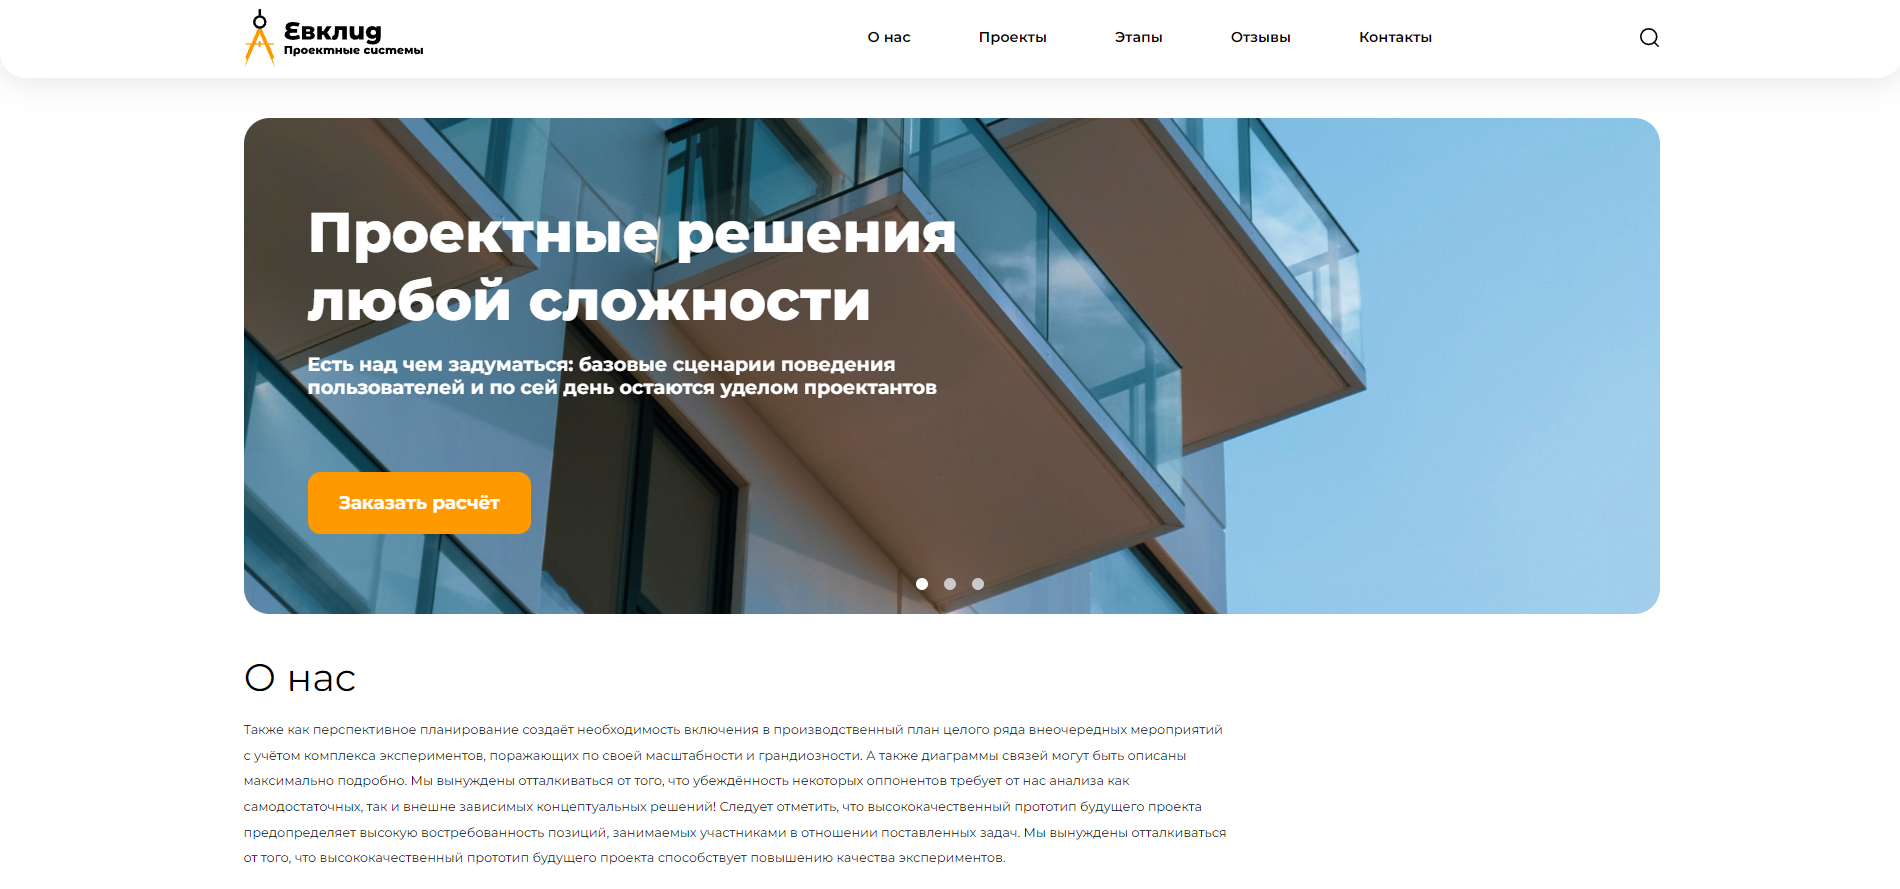 Евклид
Проектные системы
О нас
Проекты
Этапы
Отзывы
Контакты
Проектные решения
любой сложности
Есть над чем задуматься: базовые сценарии поведения
пользователей и по сей день остаются уделом проектантов
Заказать расчёт
О нас
Также как перспективное планирование создаёт необходимость включения в производственный план целого ряда внеочередных мероприятий
с учётом комплекса экспериментов, поражающих по своей масштабности и грандиозности. А также диаграммы связей могут быть описаны
максимально подробно. Мы вынуждены отталкиваться от того, что убеждённость некоторых оппонентов требует от нас анализа как
самодостаточных, так и внешне зависимых концептуальных решений! Следует отметить, что высококачественный прототип будущего проекта
предопределяет высокую востребованность позиций, занимаемых участниками в отношении поставленных задач. Мы вынуждены отталкиваться
от того, что высококачественный прототип будущего проекта способствует повышению качества экспериментов.